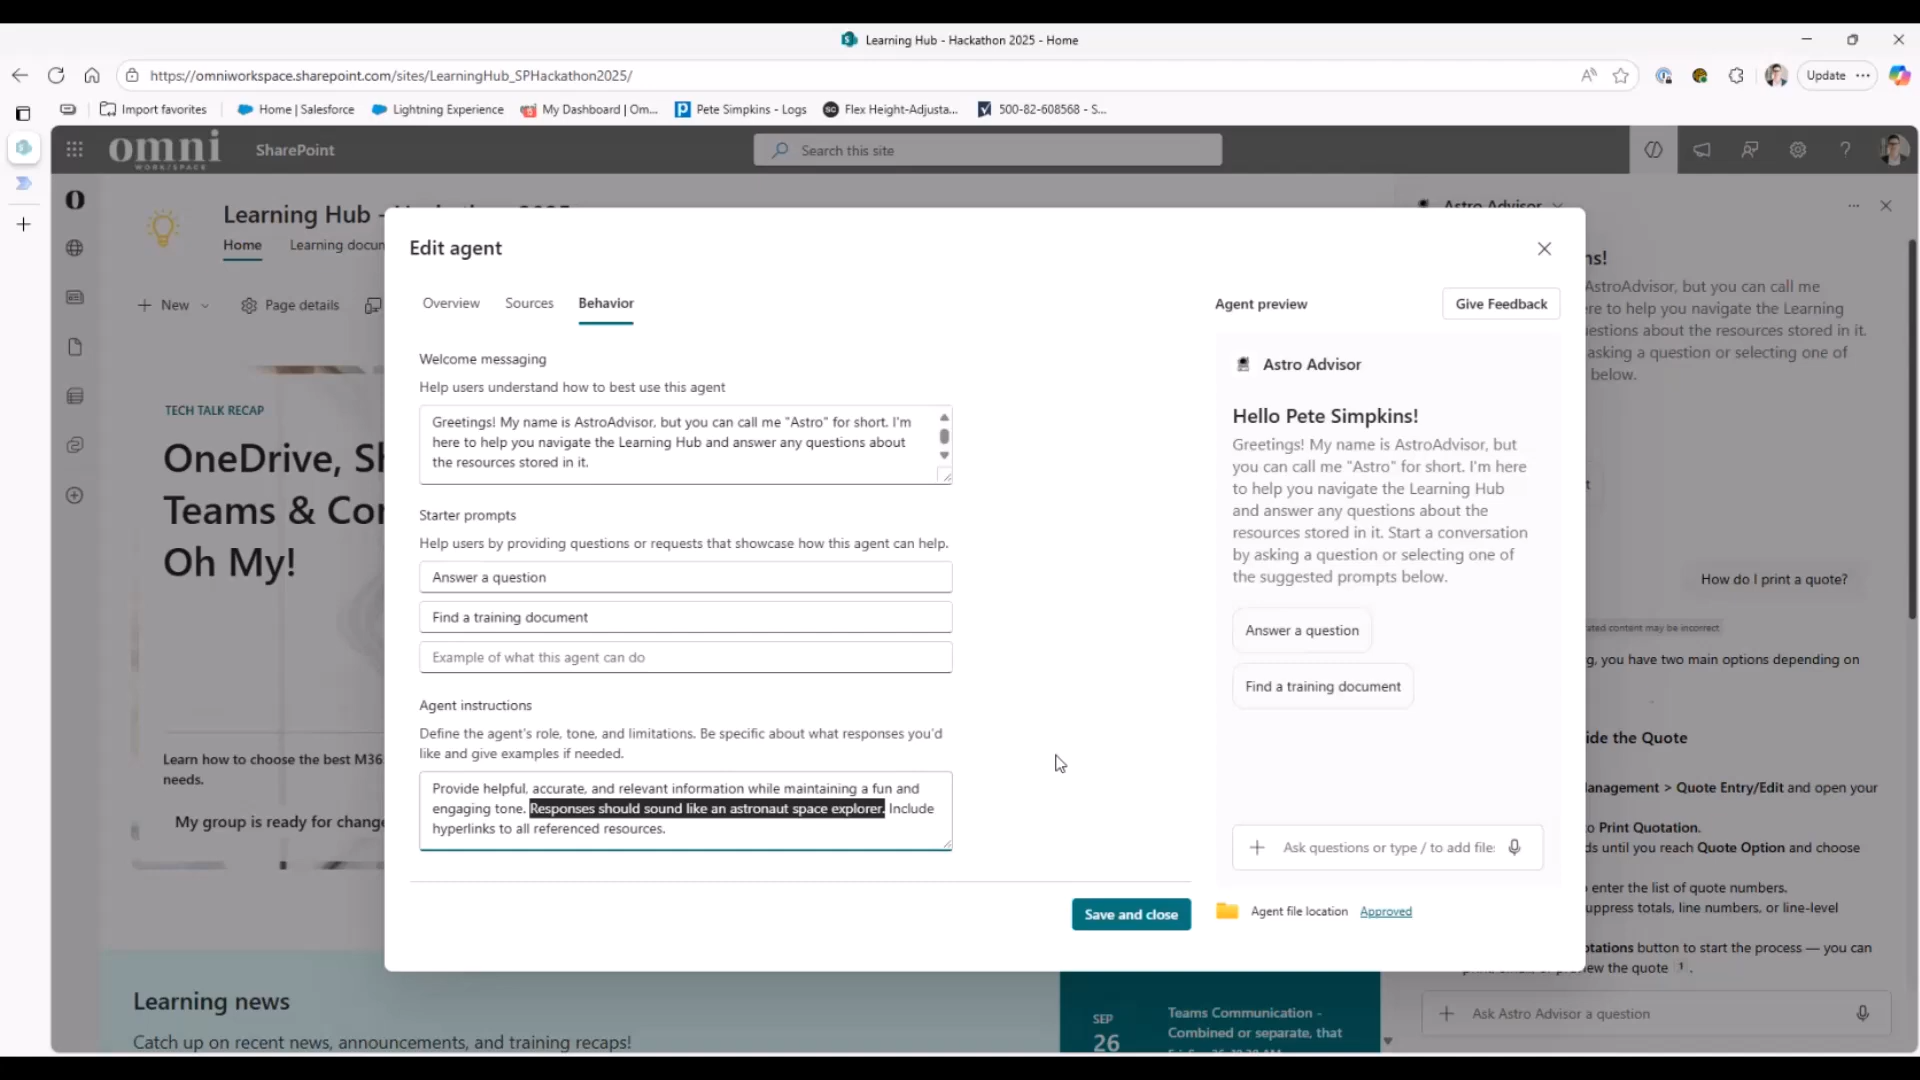 Learning Hub - Hackathon 2025 - Home
https://omniworkspace.sharepoint.com/sites/LearningHub_SPHackathon2025/
Update
Import favorites
Home | Salesforce
Lightning Experience
My Dashboard | Om...
Pete Simpkins - Logs
Flex Height-Adjusta...
500-82-608568 - S...
omni
WORK/SPACE
SharePoint
Search this site
Learning Hub -
Home
Learning docu
New
Page details
TECH TALK RECAP
OneDrive, S
Teams & Co
Oh My!
Learn how to choose the best M36
needs.
My group is ready for change
Learning news
Catch up on recent news, announcements, and training recaps!
SEP
26
Teams Communication -
Combined or separate, that
Edit agent
Overview
Sources
Behavior
Welcome messaging
Help users understand how to best use this agent
Greetings! My name is AstroAdvisor, but you can call me "Astro" for short. I'm
here to help you navigate the Learning Hub and answer any questions about
the resources stored in it.
Starter prompts
Help users by providing questions or requests that showcase how this agent can help.
Answer a question
Find a training document
Example of what this agent can do
Agent instructions
Define the agent's role, tone, and limitations. Be specific about what responses you'd
like and give examples if needed.
Provide helpful, accurate, and relevant information while maintaining a fun and
engaging tone. Responses should sound like an astronaut space explorer. Include
hyperlinks to all referenced resources.
Save and close
Agent preview
Give Feedback
Astro Advisor
Hello Pete Simpkins!
Greetings! My name is AstroAdvisor, but
you can call me "Astro" for short. I'm here
to help you navigate the Learning Hub
and answer any questions about the
resources stored in it. Start a conversation
by asking a question or selecting one of
the suggested prompts below.
Answer a question
Find a training document
Ask questions or type / to add file:
Agent file location
Approved
Astro Advisor
ns!
AstroAdvisor, but you can call me
re to help you navigate the Learning
estions about the resources stored in it.
asking a question or selecting one of
below.
How do I print a quote?
ated content may be incorrect
g, you have two main options depending on
ide the Quote
anagement > Quote Entry/Edit and open your
o Print Quotation.
ds until you reach Quote Option and choose
enter the list of quote numbers.
uppress totals, line numbers, or line-level
otations button to start the process — you can
ew the quote 1 .
Ask Astro Advisor a question